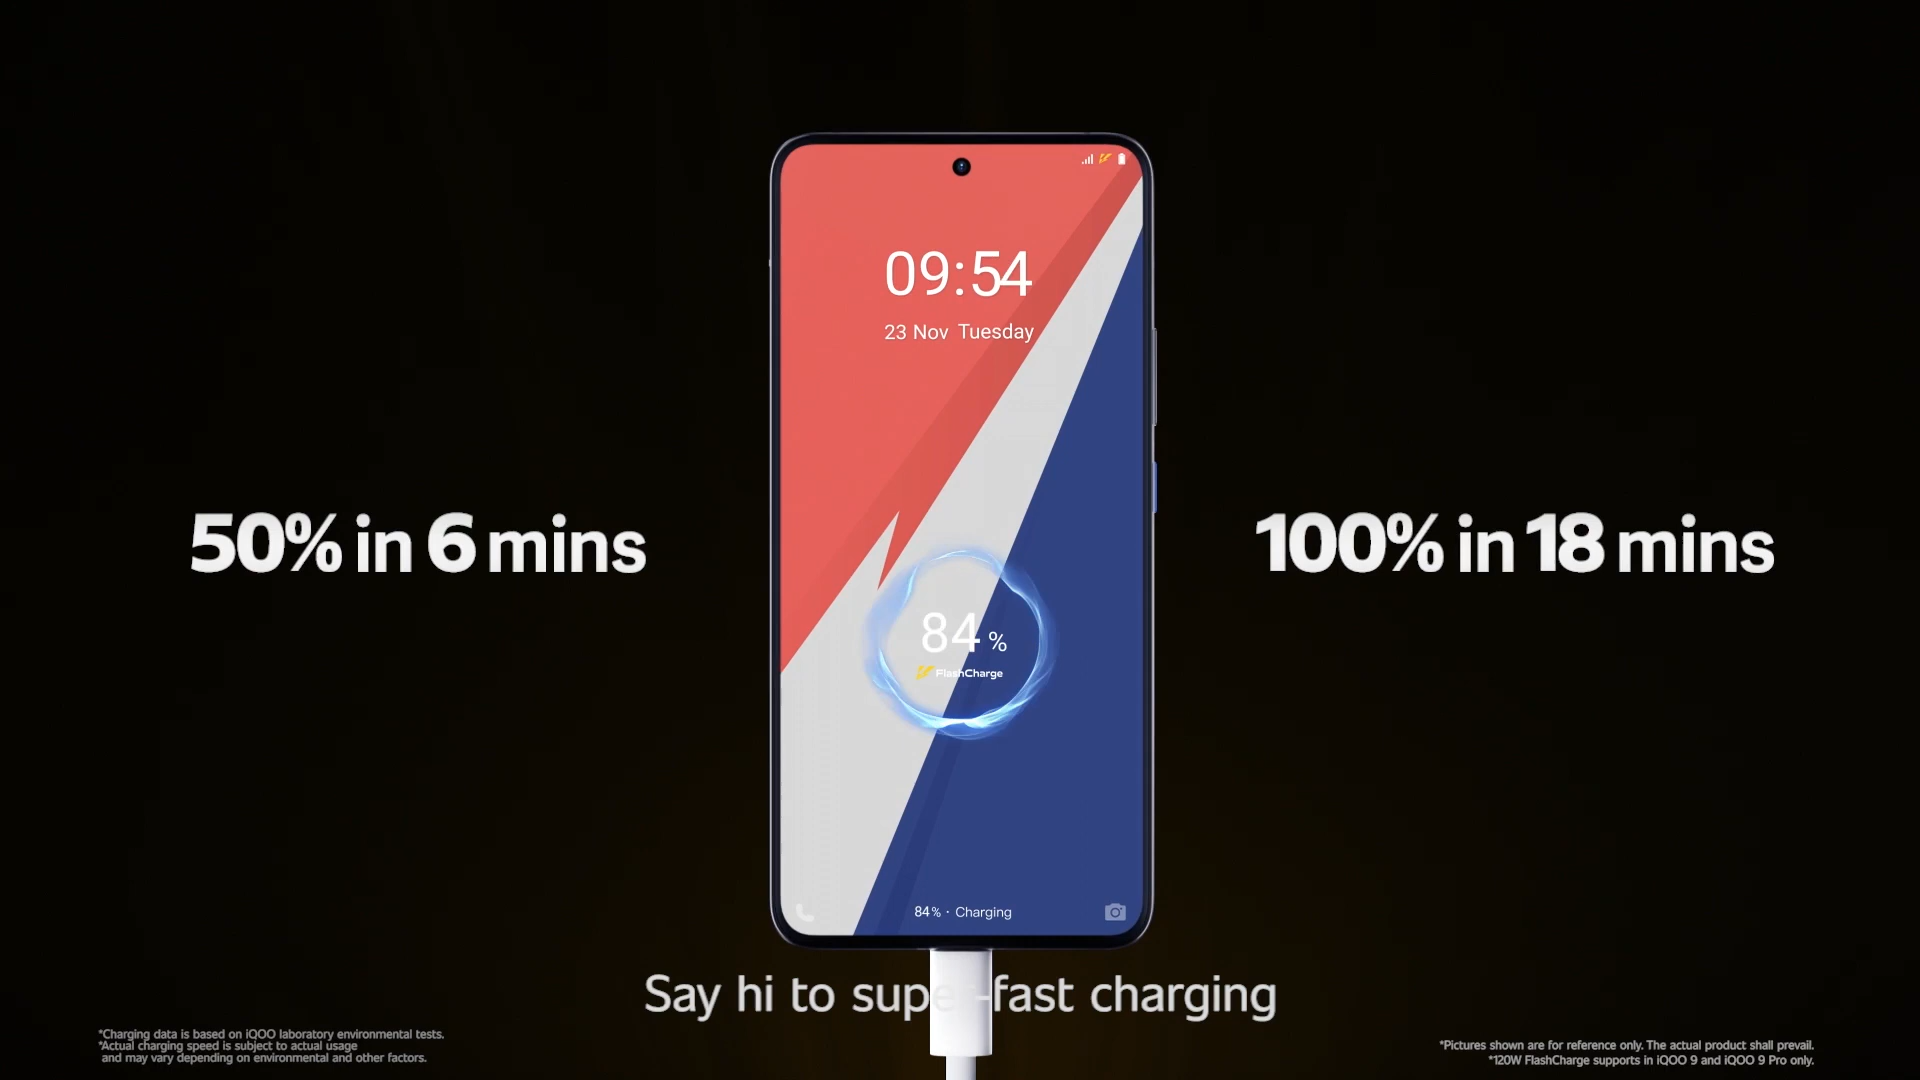 09:54
23 Nov Tuesday
50% in 6 mins
100% in 18 mins
84 %
FlashCharge
84% · Charging
Say hi to super-fast charging
*Charging data is based on iQOO laboratory environmental tests.
*Actual charging speed is subject to actual usage
and may vary depending on environmental and other factors.
*Pictures shown are for reference only. The actual product shall prevail.
*120W FlashCharge supports in iQOO 9 and iQOO 9 Pro only.